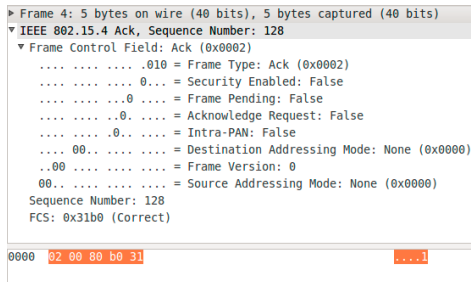 Frame 4: 5 bytes on wire (40 bits), 5 bytes captured (40 bits)
IEEE 802.15.4 Ack, Sequence Number: 128
Frame Control Field: Ack (0x0002)
.... .... .... .010 = Frame Type: Ack (0x0002)
.... .... .... 0... = Security Enabled: False
.... .... ...0 .... = Frame Pending: False
.... .... ..0. .... = Acknowledge Request: False
.... .... .0.. .... = Intra-PAN: False
.... 00.. .... .... = Destination Addressing Mode: None (0x0000)
..00 .... .... .... = Frame Version: 0
00.. .... .... .... = Source Addressing Mode: None (0x0000)
Sequence Number: 128
FCS: 0x31b0 (Correct)
0000 02 00 80 b0 31 ....1